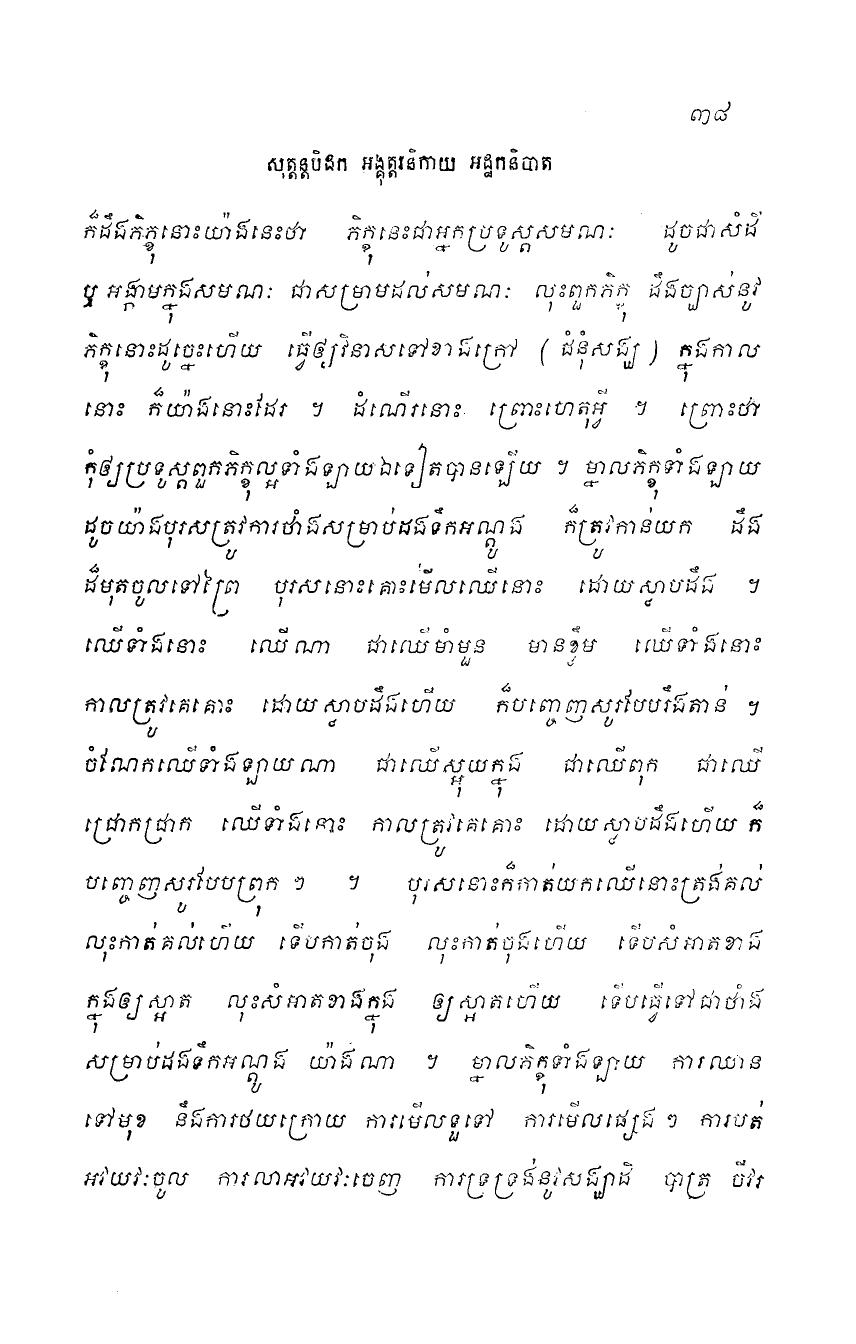 ៣៨
សុត្តន្តបិដក អង្គុត្តរនិកាយ អដ្ឋកនិបាត
ក៏ដឹងភិក្ខុនោះយ៉ាងនេះថា ភិក្ខុនេះជាអ្នកប្រទូស្តសមណៈ ដូចជាសំដី
ឬ អង្កាមក្នុងសមណៈ ជាសម្រាមដល់សមណៈ លុះពួកភិក្ខុ ដឹងច្បាស់នូវ
ភិក្ខុនោះដូច្នេះហើយ ធ្វើឲ្យវិនាសទៅខាងក្រៅ ( ជំនុំសង្ឃ ) ក្នុងកាល
នោះ ក៏យ៉ាងនោះដែរ ។ ដំណើរនោះ ព្រោះហេតុអ្វី ។ ព្រោះថា
កុំឲ្យប្រទូស្តពួកភិក្ខុល្អទាំងឡាយឯទៀតបានឡើយ ។ ម្នាលភិក្ខុទាំងឡាយ
ដូចយ៉ាងបុរសត្រូវការថាំងសម្រាប់ដងទឹកអណ្តូង ក៏ត្រូវកាន់យក ដឹង
ដ៏មុតចូលទៅព្រៃ បុរសនោះគោះមើលឈើនោះ ដោយស្វាបដឹង ។
ឈើទាំងនោះ ឈើណា ជាឈើមាំមួន មានខ្ទឹម ឈើទាំងនោះ
កាលត្រូវគេគោះ ដោយស្វាបដឹងហើយ ក៏បញ្ចេញសូរបែបរឹងតាន់ ។
ចំណែកឈើទាំងឡាយណា ជាឈើស្អុយក្នុង ជាឈើពុក ជាឈើ
ជ្រោកជ្រាក ឈើទាំងនោះ កាលត្រូវគេគោះ ដោយស្វាបដឹងហើយ ក៏
បញ្ចេញសូរបែបព្រុក ៗ ។ បុរសនោះក៏កាត់យកឈើនោះត្រង់គល់
លុះកាត់គល់ហើយ ទើបកាត់ចុង លុះកាត់ចុងហើយ ទើបសំអាតខាង
ក្នុងឲ្យស្អាត លុះសំអាតខាងក្នុង ឲ្យស្អាតហើយ ទើបធ្វើទៅជាថាំង
សម្រាប់ដងទឹកអណ្តូង យ៉ាងណា ។ ម្នាលភិក្ខុទាំងឡាយ ការឈាន
ទៅមុខ នឹងការថយក្រោយ ការមើលទួទៅ ការមើលផ្សេង ៗ ការបត់
អវយវៈចូល ការលាអវយវៈចេញ ការទ្រទ្រង់នូវសង្ឃាដិ បាត្រ ចីវរ